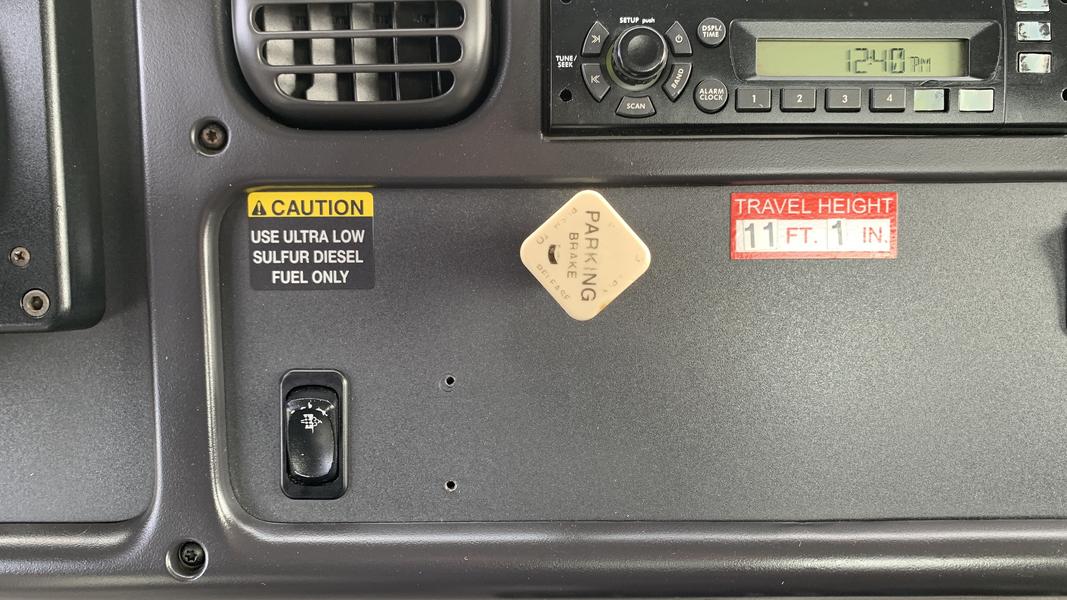 SETUP push
DSPL/
TIME
TUNE/
SEEK
BAND
SCAN
ALARM
CLOCK
12:40 PM
1 2 3 4
CAUTION
USE ULTRA LOW
SULFUR DIESEL
FUEL ONLY
PARKING
BRAKE
RELEASE
TRAVEL HEIGHT
11 FT. 1 IN.